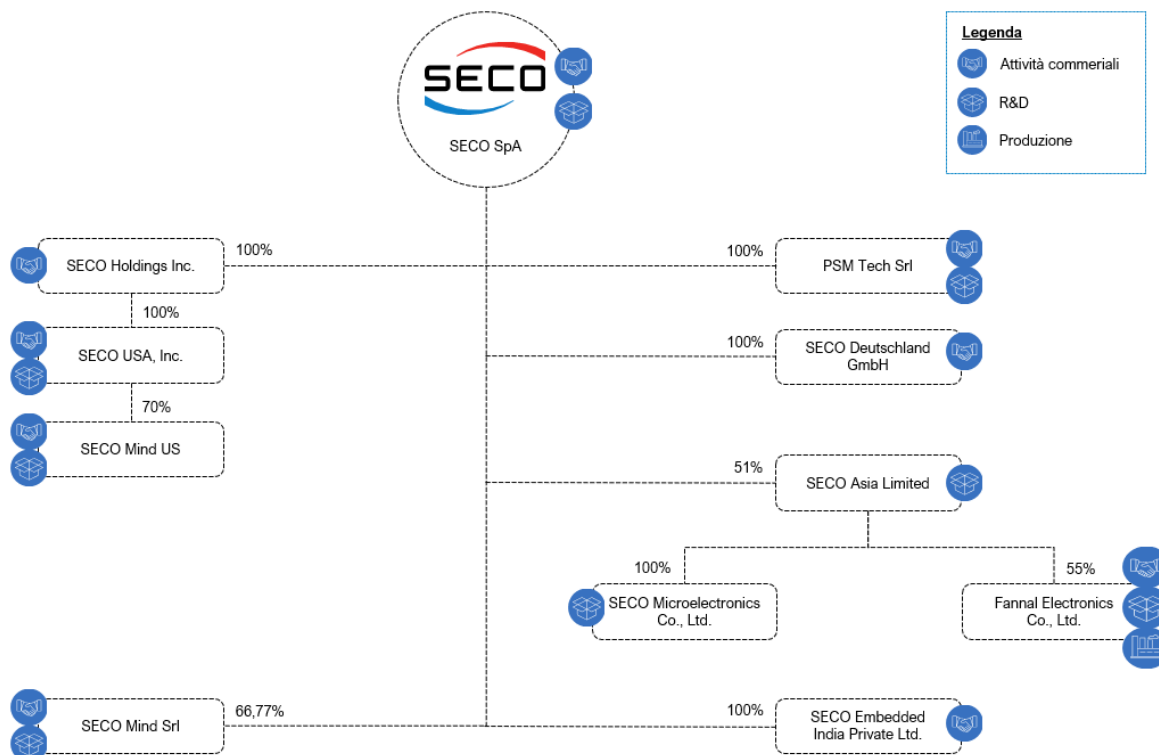 SECO
SECO SpA
Legenda
Attività commeriali
R&D
Produzione
100%
SECO Holdings Inc.
100%
PSM Tech Srl
100%
SECO USA, Inc.
100%
SECO Deutschland
GmbH
70%
SECO Mind US
51%
SECO Asia Limited
100%
SECO Microelectronics
Co., Ltd.
55%
Fannal Electronics
Co., Ltd.
66,77%
SECO Mind Srl
100%
SECO Embedded
India Private Ltd.